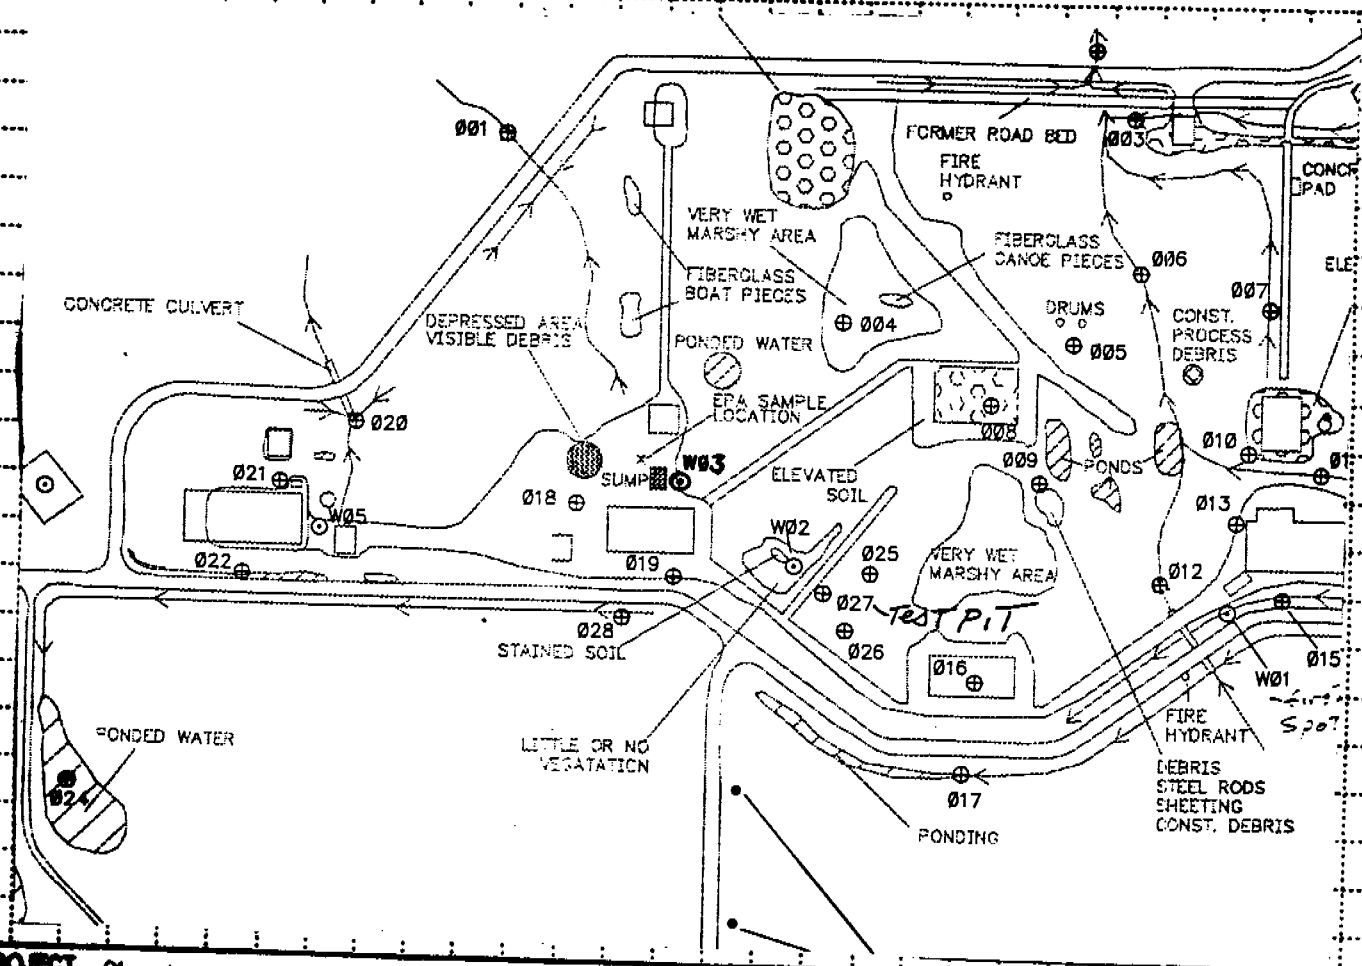 001
003
FORMER ROAD BED
FIRE
HYDRANT
PAD
VERY WET
MARSHY AREA
FIBERGLASS
CANOE PIECES
006
FIBERGLASS
BOAT PIECES
007
CONCRETE CULVERT
DEPRESSED AREA
VISIBLE DEBRIS
004
DRUMS
005
CONST.
PROCESS
DEBRIS
PONDED WATER
EPA SAMPLE
LOCATION
020
008
009
010
PONDS
ELEVATED
SOIL
SUMP
W03
021
018
W05
W02
013
022
019
025
VERY WET
MARSHY AREA
012
027
TEST PIT
028
026
STAINED SOIL
016
W01
015
SPOT
FIRE
HYDRANT
PONDED WATER
024
LITTLE OR NO
VEGATATION
017
PONDING
DEBRIS
STEEL RODS
SHEETING
CONST. DEBRIS